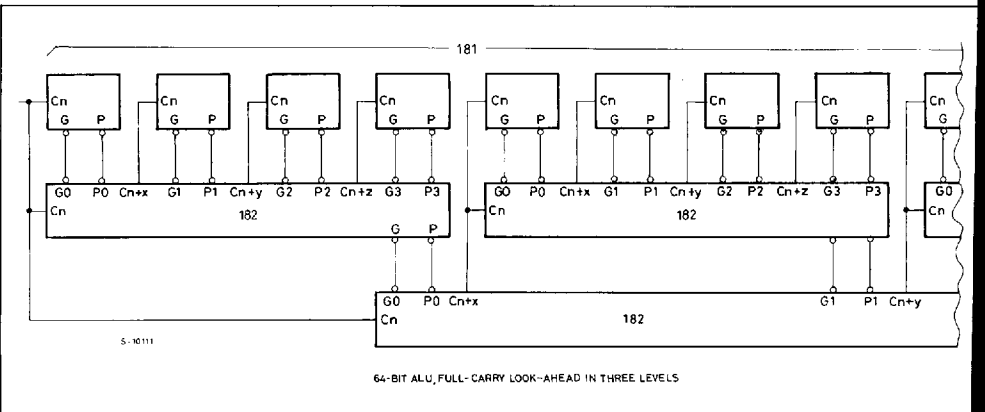 181
Cn Cn Cn Cn Cn Cn Cn Cn Cn
G P G P G P G P G P G P G P G P G
G0 P0 Cn+x G1 P1 Cn+y G2 P2 Cn+z G3 P3 G0 P0 Cn+x G1 P1 Cn+y G2 P2 Cn+z G3 P3 G0
Cn 182 Cn 182 Cn
G P
G0 P0 Cn+x G1 P1 Cn+y
Cn 182
S-10111
64-BIT ALU, FULL-CARRY LOOK-AHEAD IN THREE LEVELS